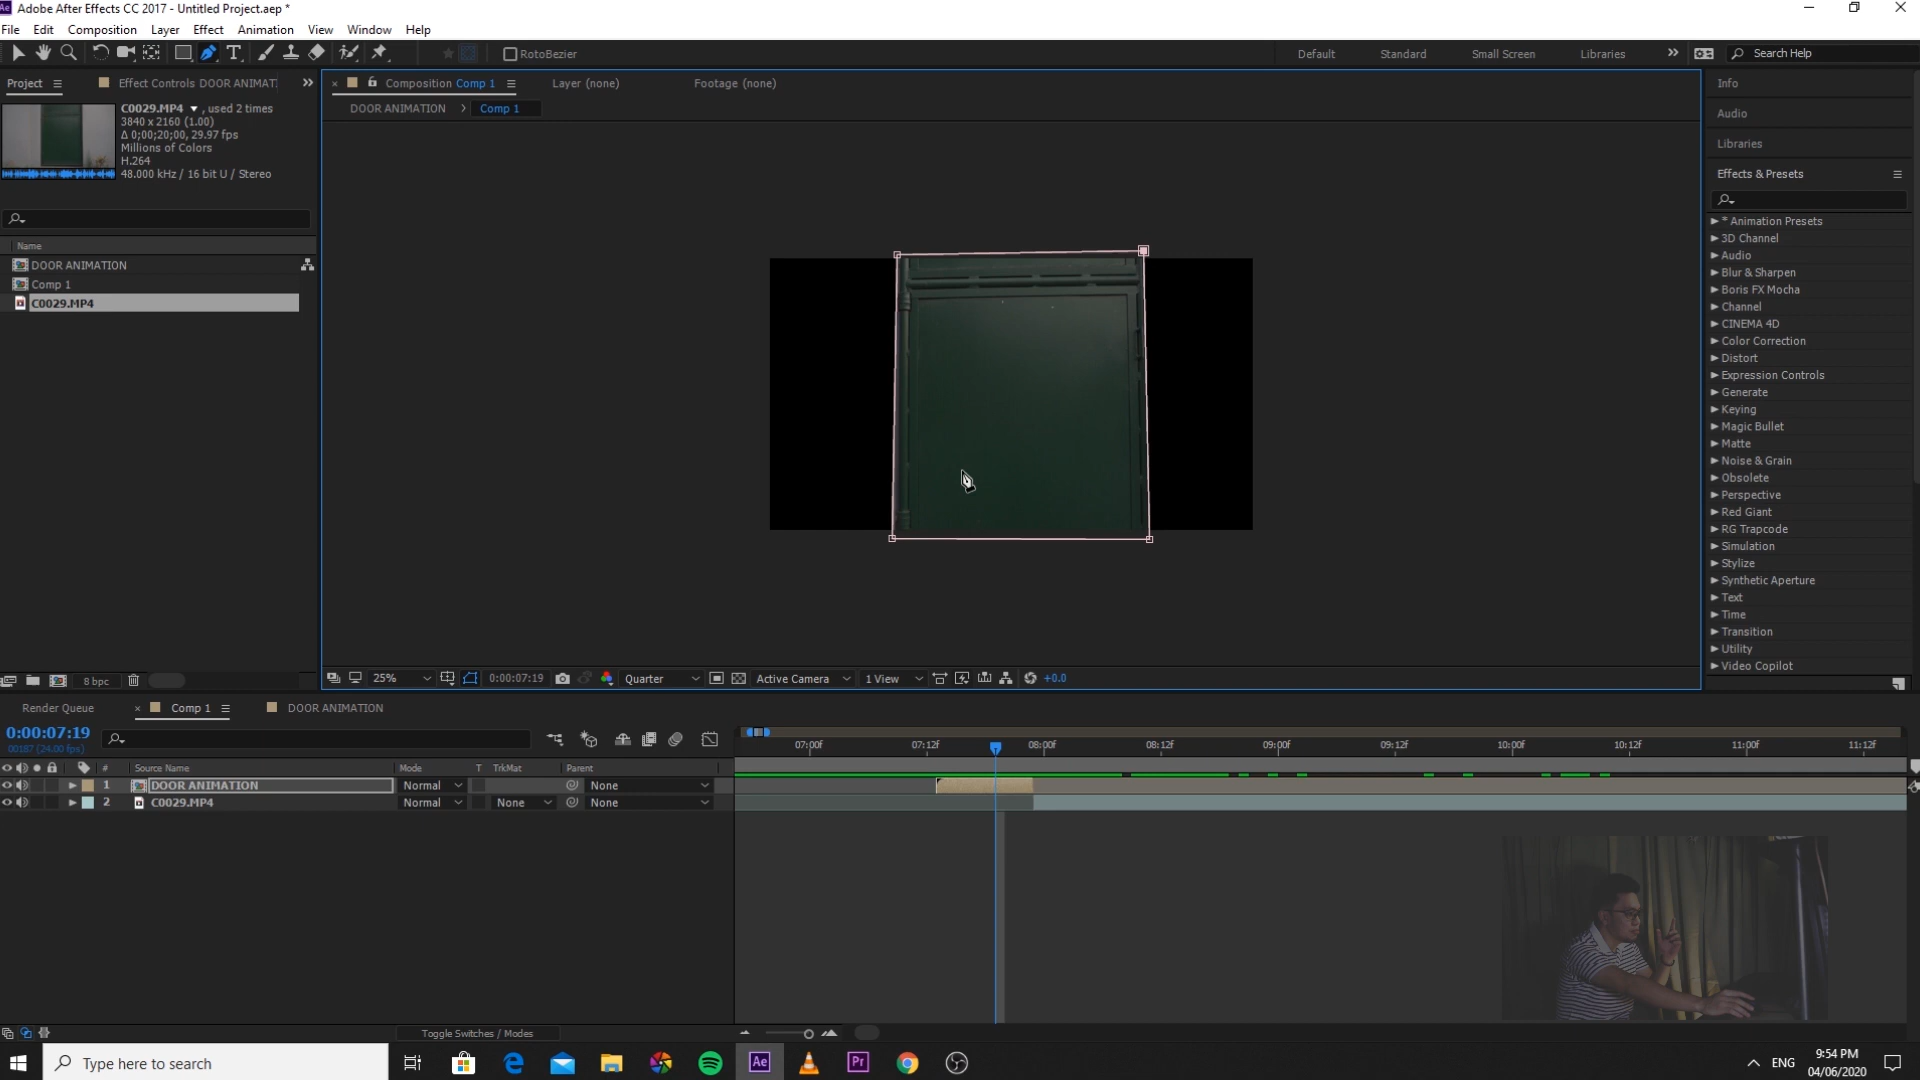 Ae Adobe After Effects CC 2017 - Untitled Project.aep *
File Edit Composition Layer Effect Animation View Window Help
RotoBezier Default Standard Small Screen Libraries Search Help
Project Effect Controls DOOR ANIMAT
Composition Comp 1 Layer (none) Footage (none)
Info
C0029.MP4 , used 2 times
3840 x 2160 (1.00)
Δ 0;00;20;00, 29.97 fps
Millions of Colors
H.264
48.000 kHz / 16 bit U / Stereo
DOOR ANIMATION Comp 1
Audio
Libraries
Effects & Presets
Name
DOOR ANIMATION
Comp 1
C0029.MP4
* Animation Presets
3D Channel
Audio
Blur & Sharpen
Boris FX Mocha
Channel
CINEMA 4D
Color Correction
Distort
Expression Controls
Generate
Keying
Magic Bullet
Matte
Noise & Grain
Obsolete
Perspective
Red Giant
RG Trapcode
Simulation
Stylize
Synthetic Aperture
Text
Time
Transition
Utility
Video Copilot
8 bpc
25% 0:00:07:19 Quarter Active Camera 1 View +0.0
Render Queue Comp 1 DOOR ANIMATION
0:00:07:19
00187 (24.00 fps)
07:00f 07:12f 08:00f 08:12f 09:00f 09:12f 10:00f 10:12f 11:00f 11:12f
# Source Name Mode T TrkMat Parent
1 DOOR ANIMATION Normal None
2 C0029.MP4 Normal None None
Toggle Switches / Modes
Type here to search
Ae Pr
ENG
9:54 PM
04/06/2020